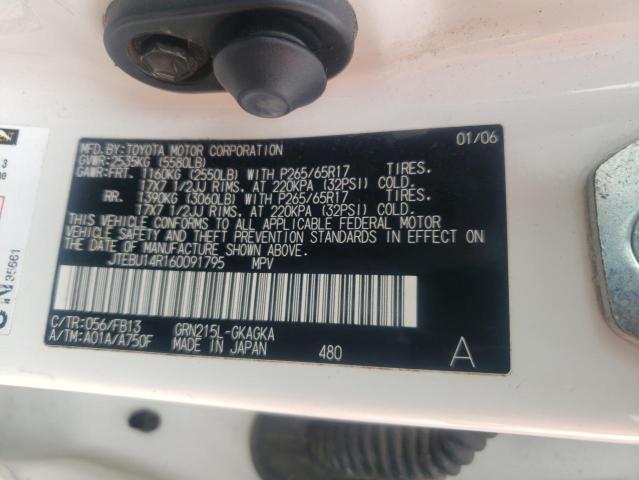 MFD.BY:TOYOTA MOTOR CORPORATION 01/06
GVWR:2535KG (5580LB)
GAWR:FRT. 1160KG (2550LB) WITH P265/65R17 TIRES.
17X7 1/2JJ RIMS. AT 220KPA (32PSI) COLD.
RR. 1390KG (3060LB) WITH P265/65R17 TIRES.
17X7 1/2JJ RIMS. AT 220KPA (32PSI) COLD.
THIS VEHICLE CONFORMS TO ALL APPLICABLE FEDERAL MOTOR
VEHICLE SAFETY AND THEFT PREVENTION STANDARDS IN EFFECT ON
THE DATE OF MANUFACTURE SHOWN ABOVE.
JTEBU14R160091795 MPV
C/TR:056/FB13 GRN215L-GKAGKA
A/TM:A01A/A750F MADE IN JAPAN 480 A
35661